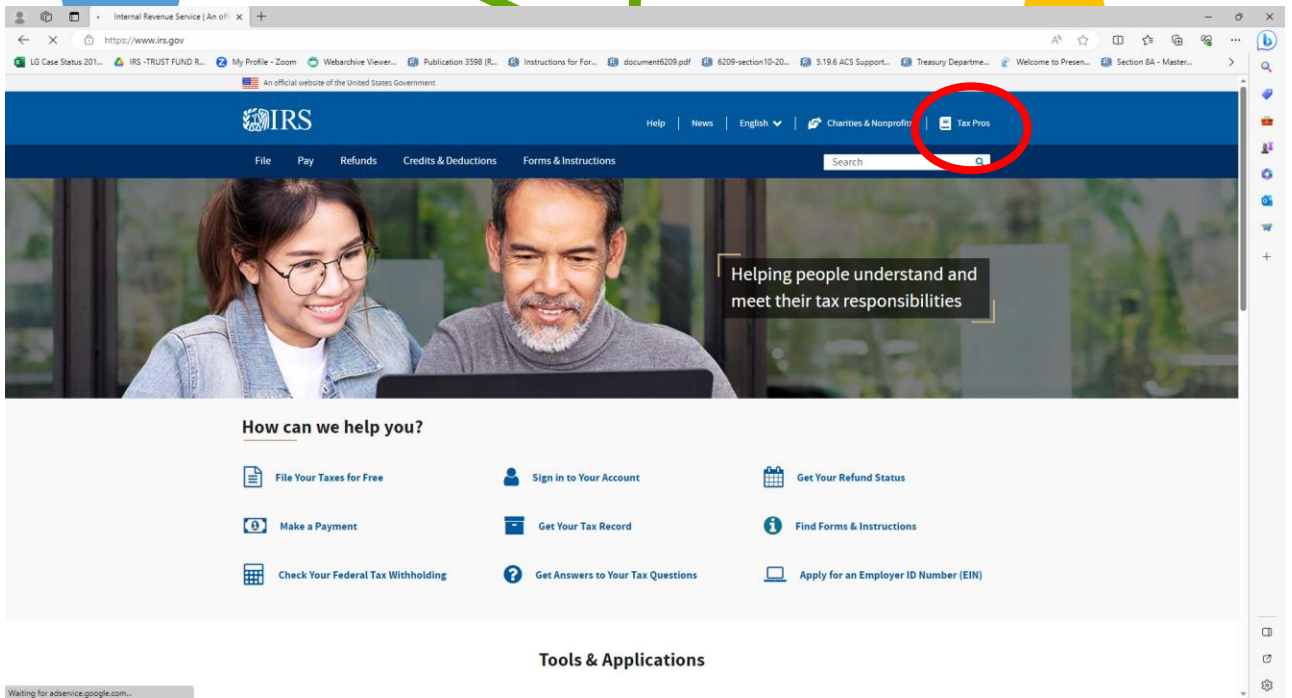 Internal Revenue Service | An offi
https://www.irs.gov
LG Case Status 201... IRS -TRUST FUND R... My Profile - Zoom Webarchive Viewer... Publication 3598 (R... Instructions for For... document6209.pdf 6209-section10-20... 5.19.6 ACS Support... Treasury Departme... Welcome to Presen... Section 8A - Master...
An official website of the United States Government
IRS
Help | News | English | Charities & Nonprofits | Tax Pros
File Pay Refunds Credits & Deductions Forms & Instructions Search
Helping people understand and
meet their tax responsibilities
How can we help you?
File Your Taxes for Free Sign in to Your Account Get Your Refund Status
Make a Payment Get Your Tax Record Find Forms & Instructions
Check Your Federal Tax Withholding Get Answers to Your Tax Questions Apply for an Employer ID Number (EIN)
Tools & Applications
Waiting for adservice.google.com...